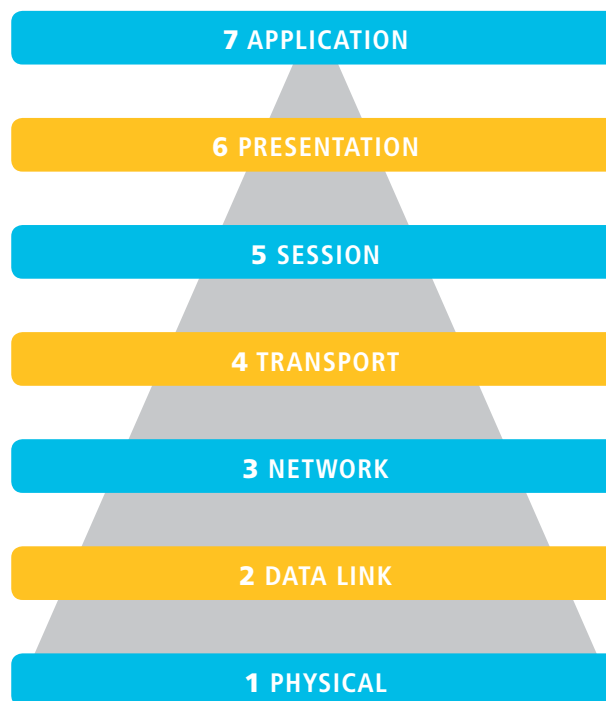 7 APPLICATION
6 PRESENTATION
5 SESSION
4 TRANSPORT
3 NETWORK
2 DATA LINK
1 PHYSICAL